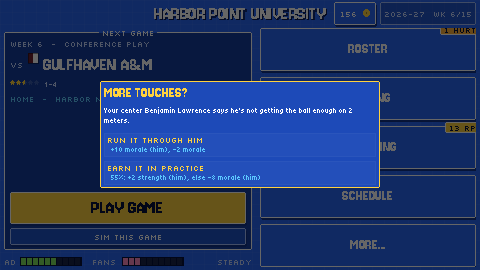 HARBOR POINT UNIVERSITY
156
2026-27 WK 6/15
NEXT GAME
WEEK 6 - CONFERENCE PLAY
VS GULFHAVEN A&M
1-4
HOME - HARBOR
1 HURT
ROSTER
MORE TOUCHES?
Your center Benjamin Lawrence says he's not getting the ball enough on 2
meters.
RUN IT THROUGH HIM
+10 morale (him), -2 morale
EARN IT IN PRACTICE
55%: +2 strength (him), else -8 morale (him)
NG
13 RP
NG
SCHEDULE
MORE...
PLAY GAME
SIM THIS GAME
AD
FANS
STEADY